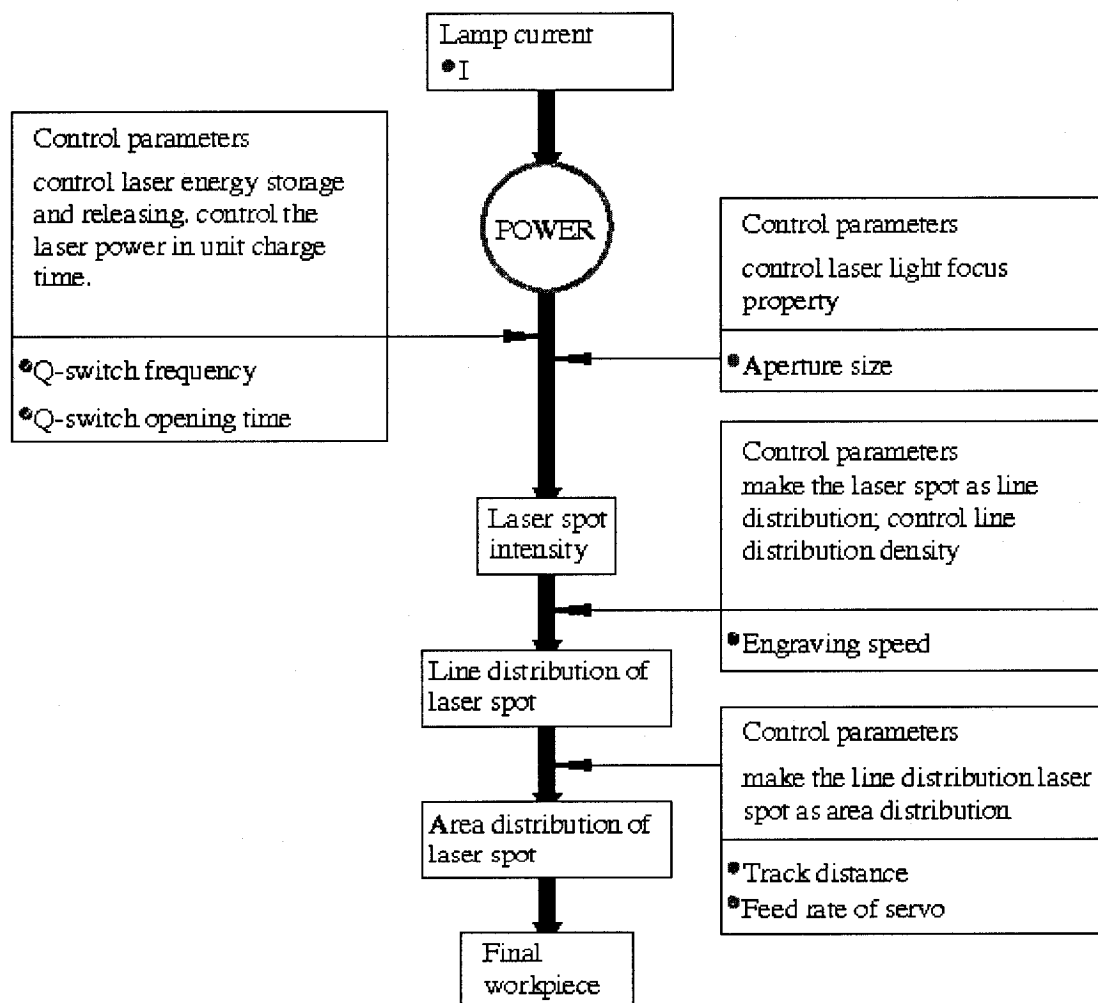 Lamp current
•I
Control parameters
control laser energy storage
and releasing. control the
laser power in unit charge
time.
•Q-switch frequency
•Q-switch opening time
POWER
Control parameters
control laser light focus
property
•Aperture size
Laser spot
intensity
Control parameters
make the laser spot as line
distribution; control line
distribution density
•Engraving speed
Line distribution of
laser spot
Control parameters
make the line distribution laser
spot as area distribution
•Track distance
•Feed rate of servo
Area distribution of
laser spot
Final
workpiece